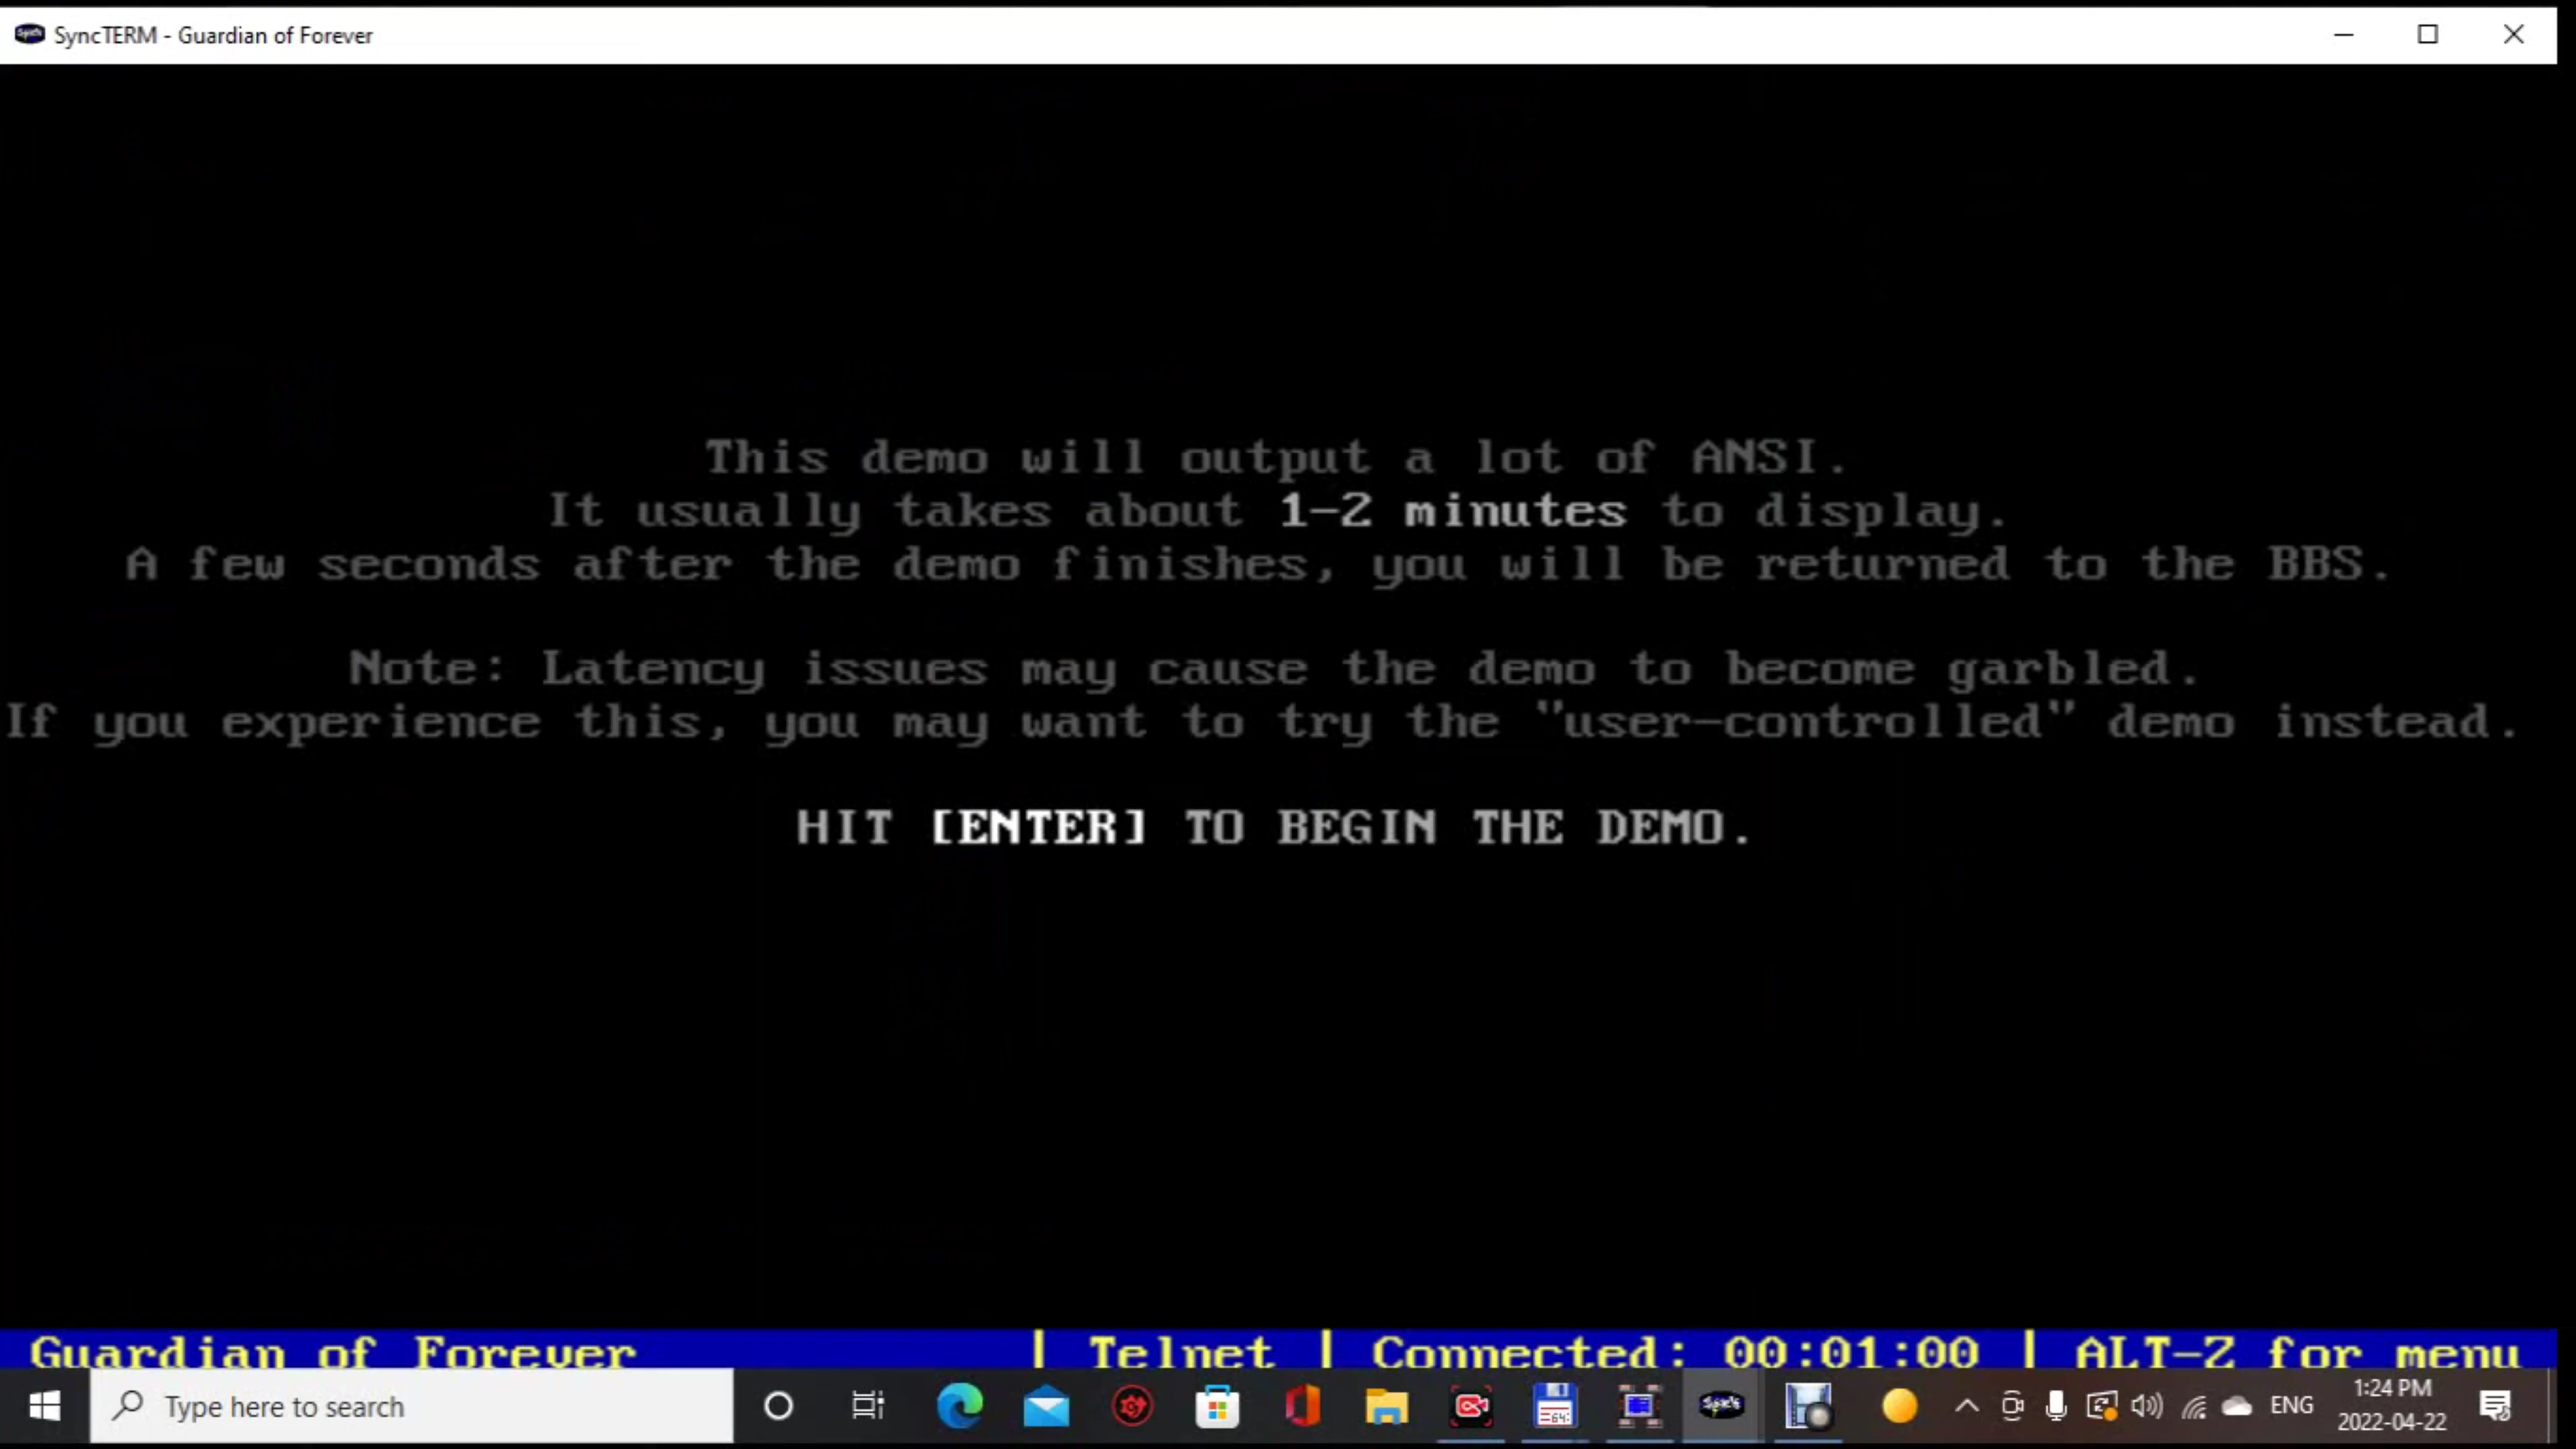 SyncTERM - Guardian of Forever
This demo will output a lot of ANSI.
It usually takes about 1-2 minutes to display.
A few seconds after the demo finishes, you will be returned to the BBS.
Note: Latency issues may cause the demo to become garbled.
If you experience this, you may want to try the "user-controlled" demo instead.
HIT [ENTER] TO BEGIN THE DEMO.
Guardian of Forever | Telnet | Connected: 00:01:00 | ALT-Z for menu
Type here to search
ENG
1:24 PM
2022-04-22